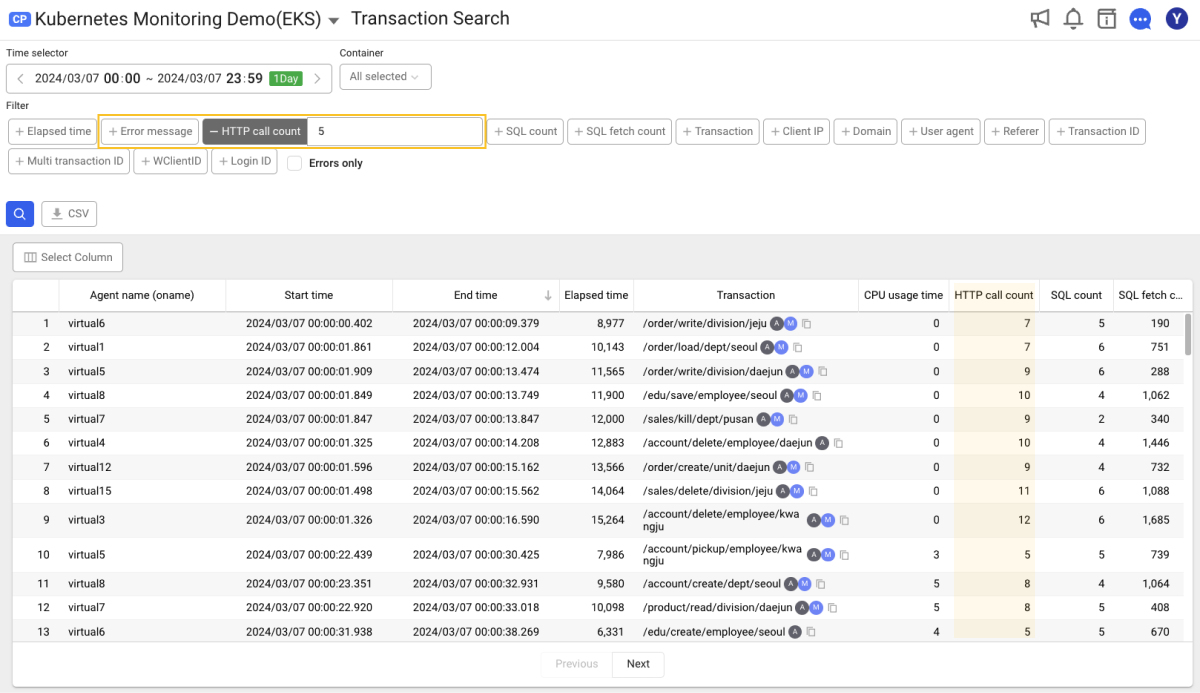 CP Kubernetes Monitoring Demo(EKS) Transaction Search Y
Time selector Container
2024/03/07 00:00 ~ 2024/03/07 23:59 1Day All selected
Filter
+ Elapsed time + Error message − HTTP call count 5 + SQL count + SQL fetch count + Transaction + Client IP + Domain + User agent + Referer + Transaction ID
+ Multi transaction ID + WClientID + Login ID Errors only
CSV
Select Column
Agent name (oname) Start time End time Elapsed time Transaction CPU usage time HTTP call count SQL count SQL fetch c...
1 virtual6 2024/03/07 00:00:00.402 2024/03/07 00:00:09.379 8,977 /order/write/division/jeju A M 0 7 5 190
2 virtual1 2024/03/07 00:00:01.861 2024/03/07 00:00:12.004 10,143 /order/load/dept/seoul A M 0 7 6 751
3 virtual5 2024/03/07 00:00:01.909 2024/03/07 00:00:13.474 11,565 /order/write/division/daejun A M 0 9 6 288
4 virtual8 2024/03/07 00:00:01.849 2024/03/07 00:00:13.749 11,900 /edu/save/employee/seoul A M 0 10 4 1,062
5 virtual7 2024/03/07 00:00:01.847 2024/03/07 00:00:13.847 12,000 /sales/kill/dept/pusan A M 0 9 2 340
6 virtual4 2024/03/07 00:00:01.325 2024/03/07 00:00:14.208 12,883 /account/delete/employee/daejun A 0 10 4 1,446
7 virtual12 2024/03/07 00:00:01.596 2024/03/07 00:00:15.162 13,566 /order/create/unit/daejun A M 0 9 4 732
8 virtual15 2024/03/07 00:00:01.498 2024/03/07 00:00:15.562 14,064 /sales/delete/division/jeju A M 0 11 6 1,088
9 virtual3 2024/03/07 00:00:01.326 2024/03/07 00:00:16.590 15,264 /account/delete/employee/kwa
ngju A M 0 12 6 1,685
10 virtual5 2024/03/07 00:00:22.439 2024/03/07 00:00:30.425 7,986 /account/pickup/employee/kwa
ngju A M 3 5 5 739
11 virtual8 2024/03/07 00:00:23.351 2024/03/07 00:00:32.931 9,580 /account/create/dept/seoul A M 5 8 4 1,064
12 virtual7 2024/03/07 00:00:22.920 2024/03/07 00:00:33.018 10,098 /product/read/division/daejun A M 5 8 5 408
13 virtual6 2024/03/07 00:00:31.938 2024/03/07 00:00:38.269 6,331 /edu/create/employee/seoul A 4 5 5 670
Previous Next